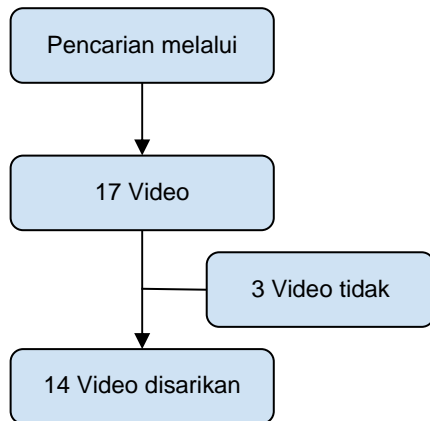 Pencarian melalui
17 Video
3 Video tidak
14 Video disarikan